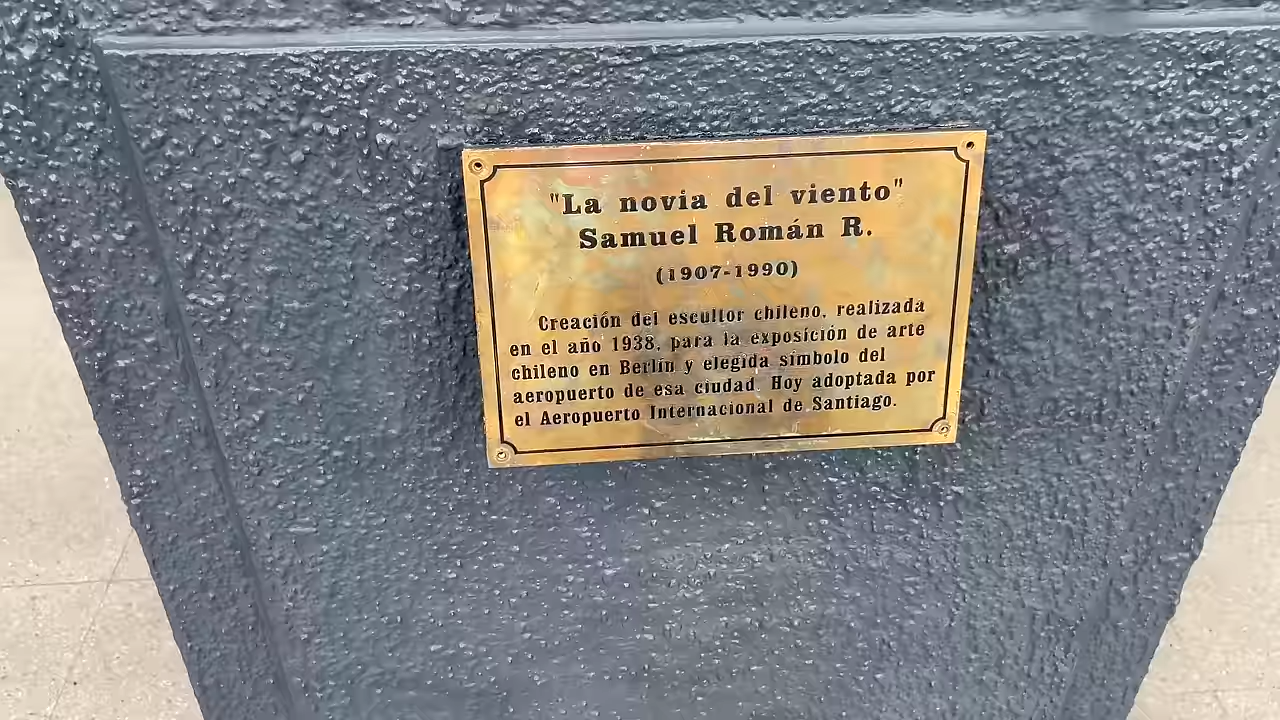 "La novia del viento"
Samuel Román R.
(1907-1990)
Creación del escultor chileno, realizada
en el año 1938, para la exposición de arte
chileno en Berlín y elegida símbolo del
aeropuerto de esa ciudad. Hoy adoptada por
el Aeropuerto Internacional de Santiago.